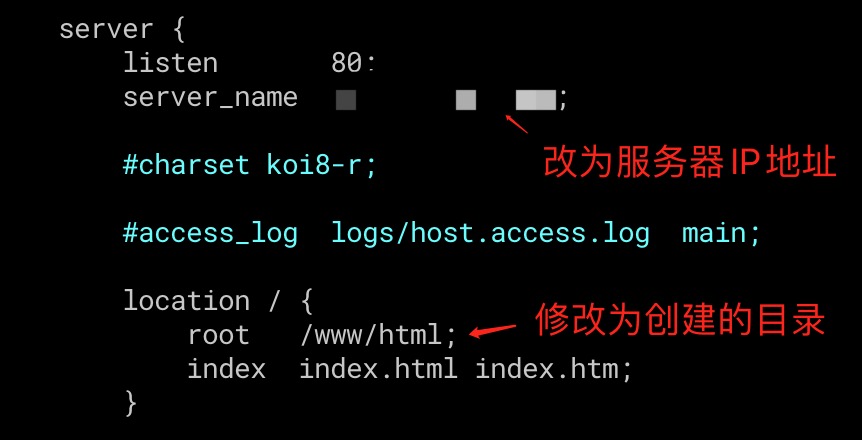 server {
listen 80;
server_name ;
改为服务器IP地址
#charset koi8-r;
#access_log logs/host.access.log main;
location / {
root /www/html;
修改为创建的目录
index index.html index.htm;
}